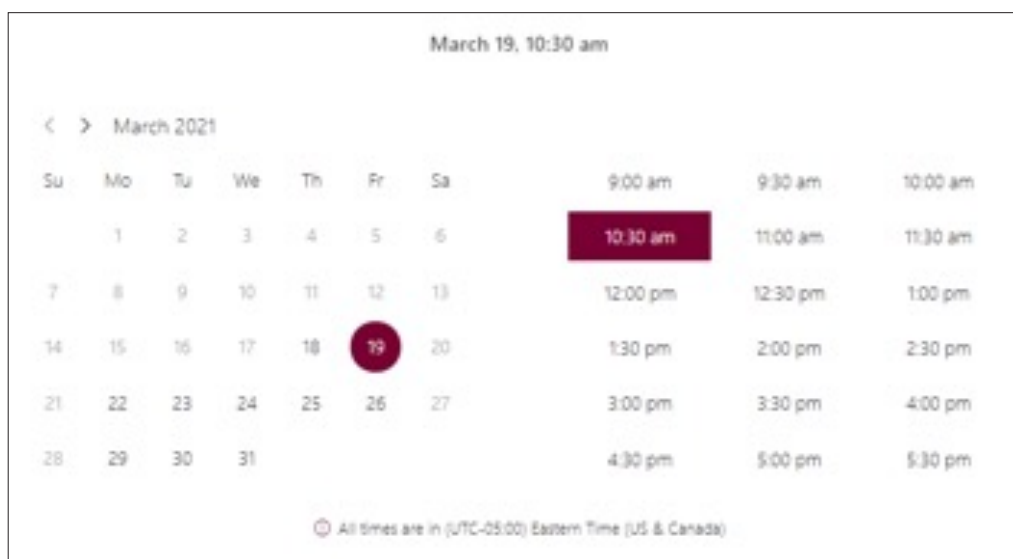 March 19, 10:30 am
< > March 2021
Su Mo Tu We Th Fr Sa
1 2 3 4 5 6
7 8 9 10 11 12 13
14 15 16 17 18 19 20
21 22 23 24 25 26 27
28 29 30 31
9:00 am 9:30 am 10:00 am
10:30 am 11:00 am 11:30 am
12:00 pm 12:30 pm 1:00 pm
1:30 pm 2:00 pm 2:30 pm
3:00 pm 3:30 pm 4:00 pm
4:30 pm 5:00 pm 5:30 pm
All times are in (UTC-05:00) Eastern Time (US & Canada)